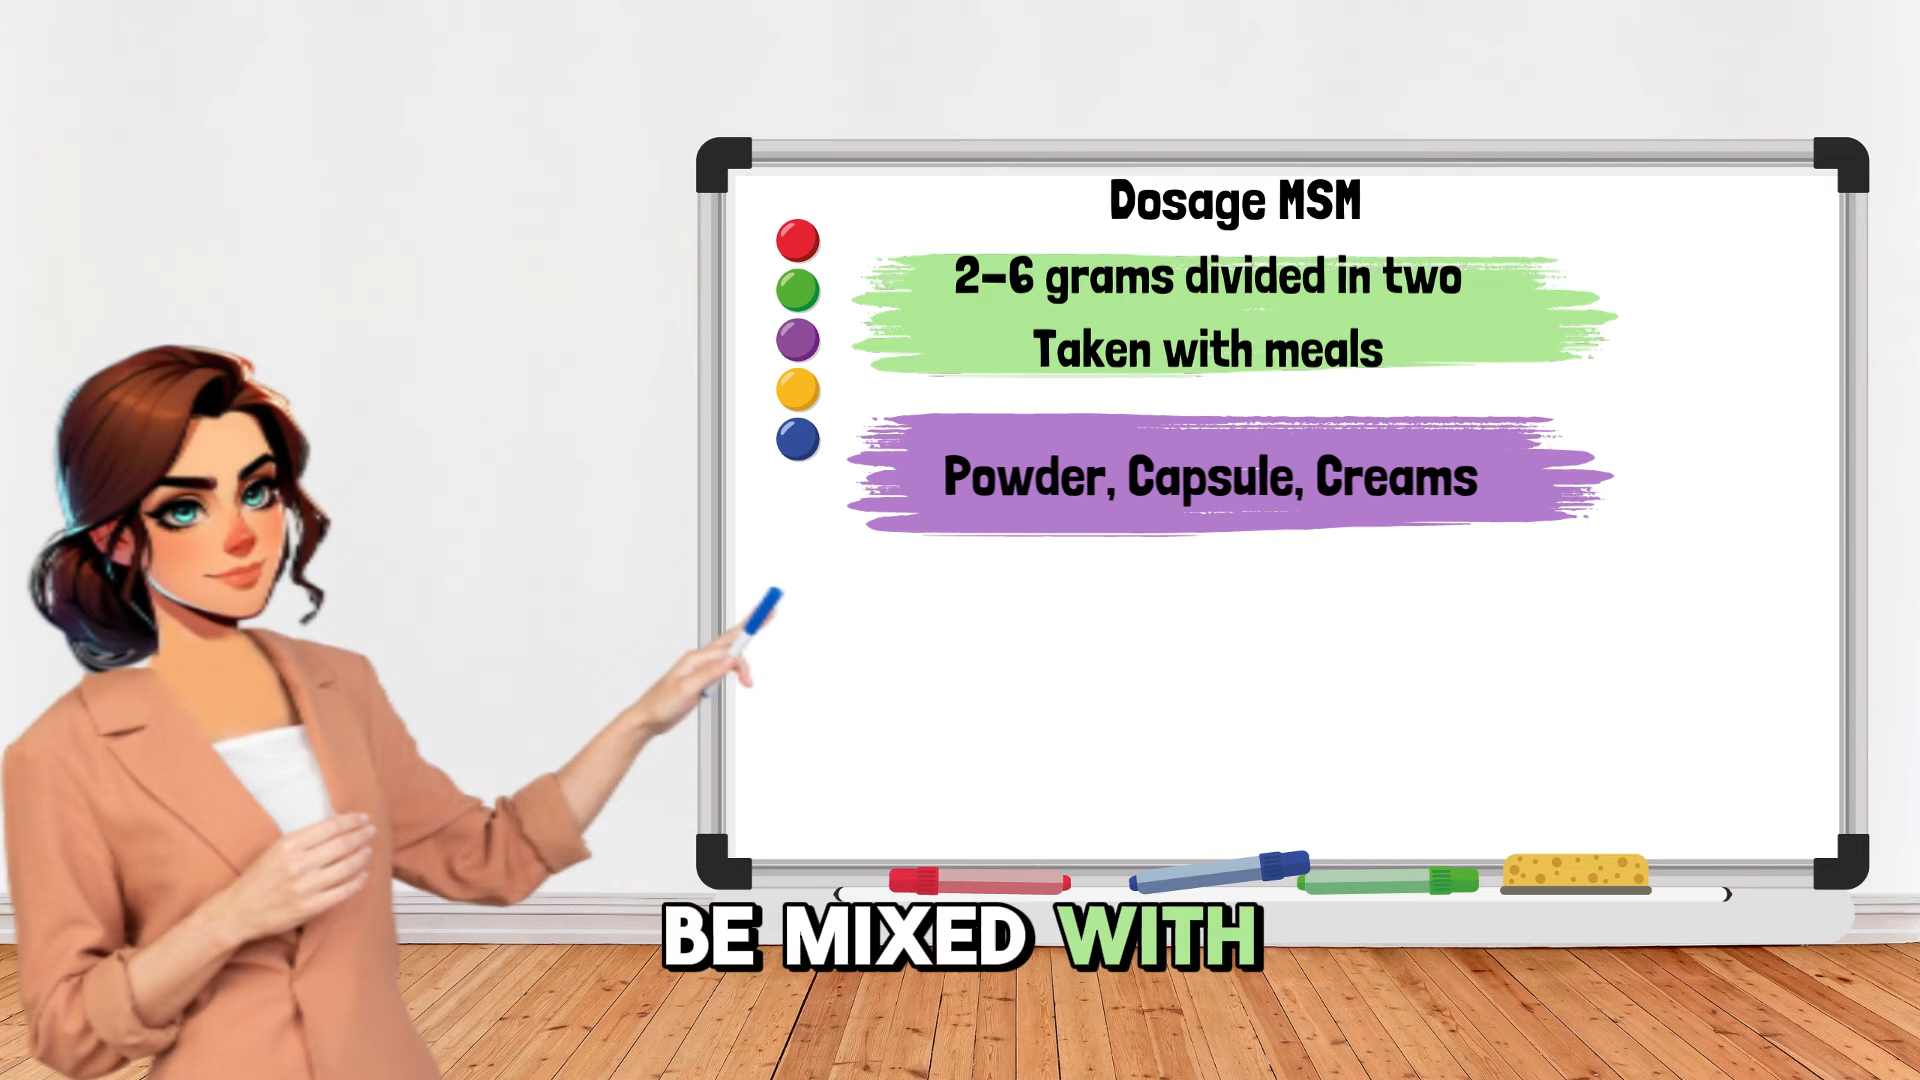 Dosage MSM
2-6 grams divided in two
Taken with meals
Powder, Capsule, Creams
BE MIXED WITH